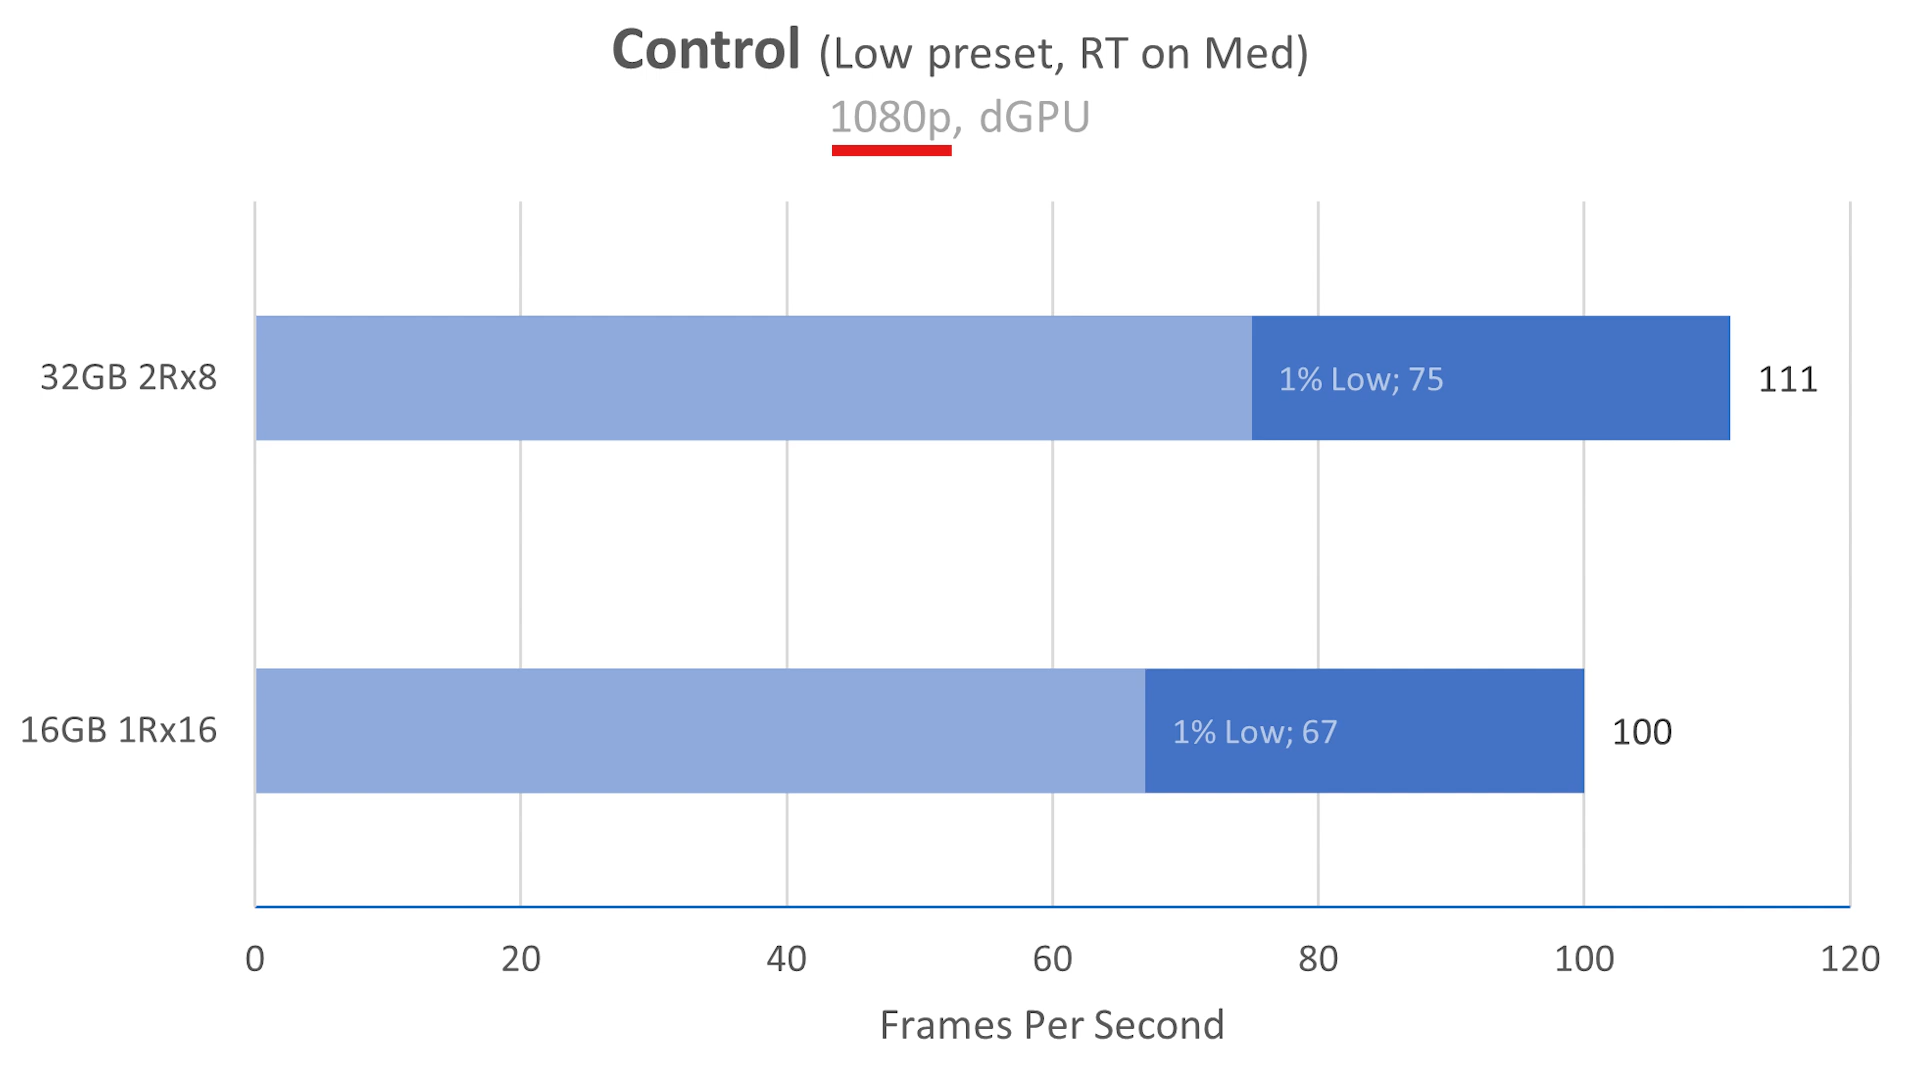 Control (Low preset, RT on Med)
1080p, dGPU
32GB 2Rx8
1% Low; 75
111
16GB 1Rx16
1% Low; 67
100
0 20 40 60 80 100 120
Frames Per Second